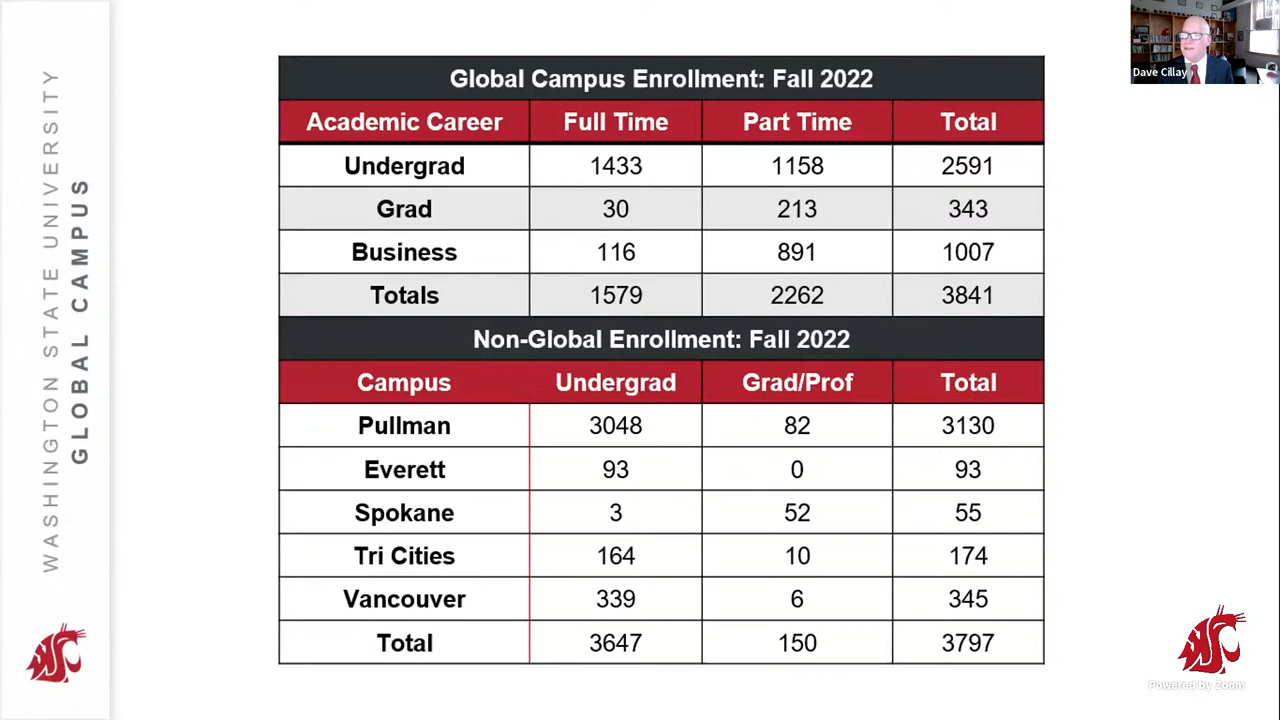 WASHINGTON STATE UNIVERSITY
GLOBAL CAMPUS
Dave Cillay
Global Campus Enrollment: Fall 2022
Academic Career Full Time Part Time Total
Undergrad 1433 1158 2591
Grad 30 213 343
Business 116 891 1007
Totals 1579 2262 3841
Non-Global Enrollment: Fall 2022
Campus Undergrad Grad/Prof Total
Pullman 3048 82 3130
Everett 93 0 93
Spokane 3 52 55
Tri Cities 164 10 174
Vancouver 339 6 345
Total 3647 150 3797
Powered by Zoom